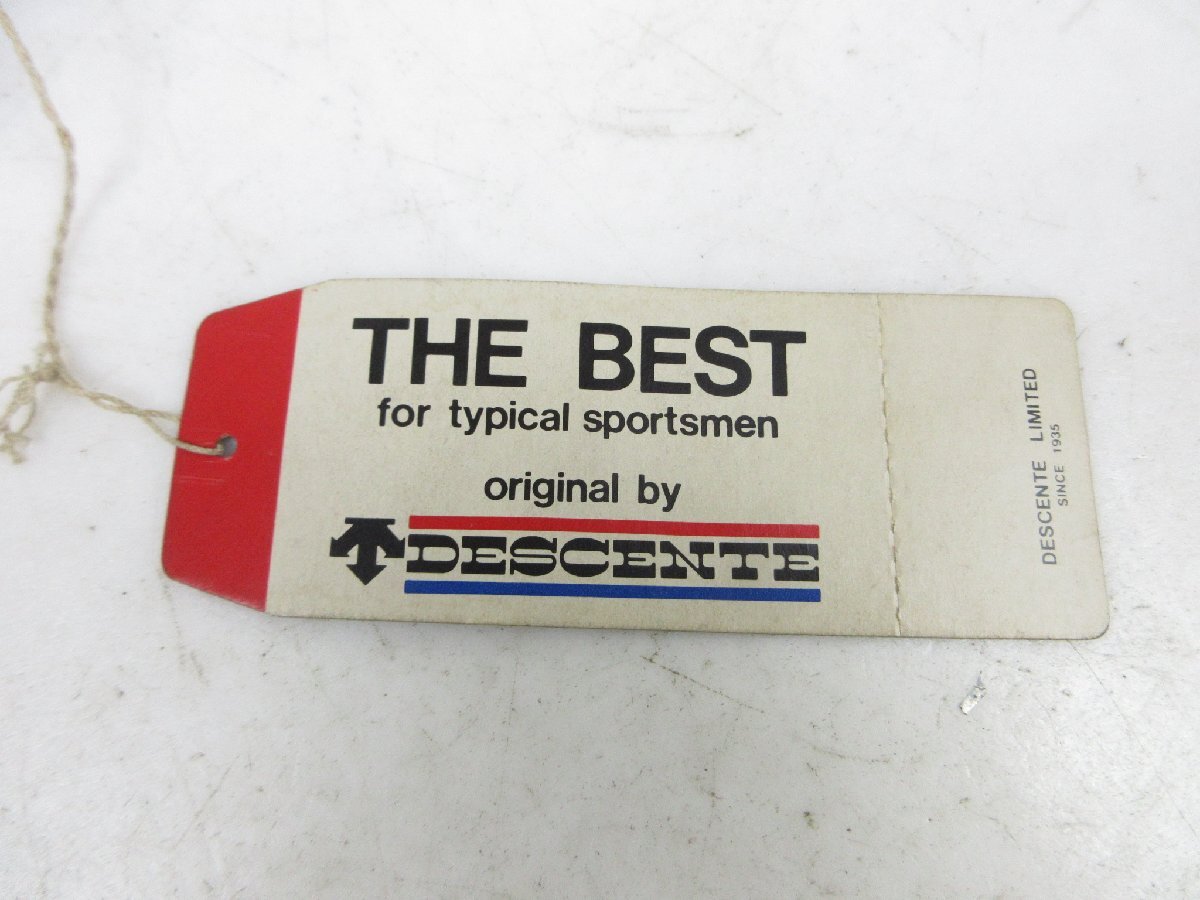 THE BEST
for typical sportsmen
original by
DESCENTE
DESCENTE LIMITED
SINCE 1935